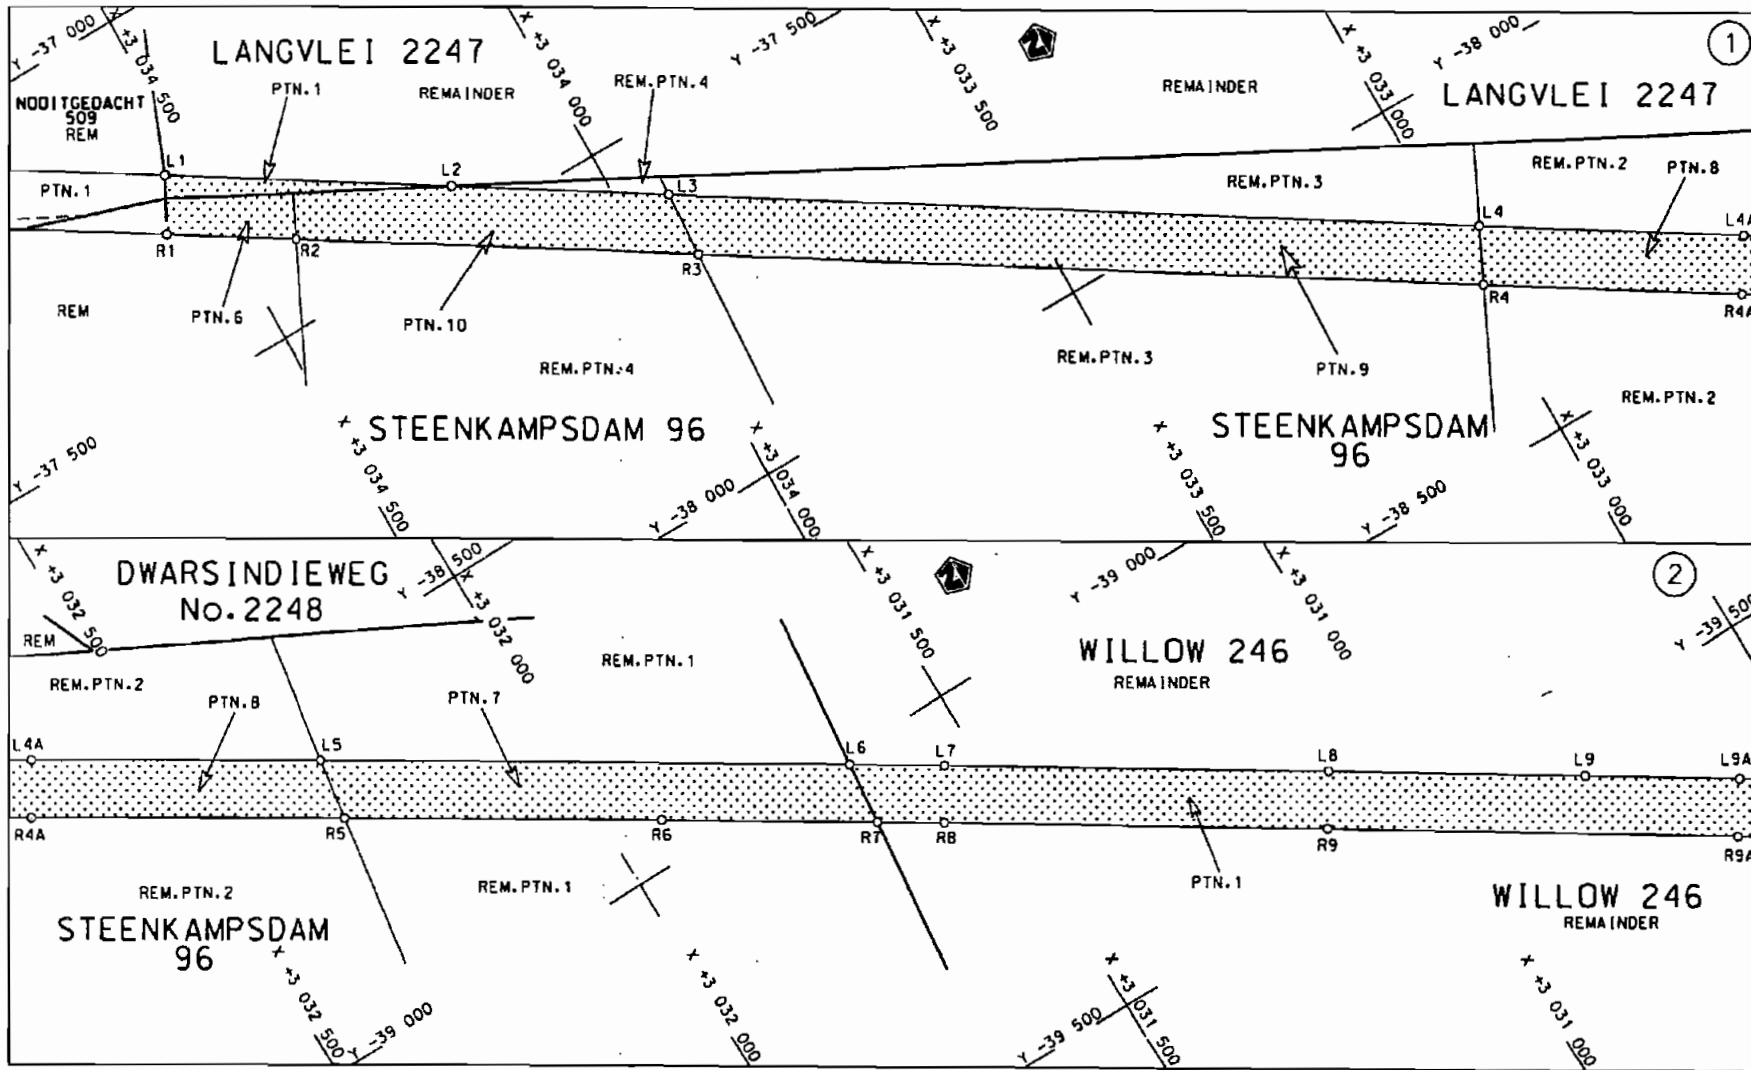 Y -37 000
X +3 034 500
LANGVLEI 2247
X +3 034 000
Y -37 500
X +3 033 500
X +3 033 000
Y -38 000
1
NOOITGEDACHT
509
REM
PTN.1
REMAINDER
REM.PTN.4
REMAINDER
LANGVLEI 2247
L1
L2
L3
REM.PTN.3
REM.PTN.2
PTN.8
PTN.1
L4
L4A
R1
R2
R3
R4
R4A
REM
PTN.6
PTN.10
REM.PTN.4
REM.PTN.3
PTN.9
REM.PTN.2
STEENKAMPSDAM 96
STEENKAMPSDAM
96
Y -37 500
X +3 034 500
Y -38 000
X +3 034 000
X +3 033 500
Y -38 500
X +3 033 000
X +3 032 500
DWARSINDIEWEG
No.2248
Y -38 500
X +3 032 000
X +3 031 500
Y -39 000
X +3 031 000
2
Y -39 500
REM
REM.PTN.2
PTN.8
PTN.7
REM.PTN.1
WILLOW 246
REMAINDER
L4A
L5
L6
L7
L8
L9
L9A
R4A
R5
R6
R7
R8
R9
R9A
REM.PTN.2
REM.PTN.1
PTN.1
STEENKAMPSDAM
96
WILLOW 246
REMAINDER
X +3 032 500
Y -39 000
X +3 032 000
Y -39 500
X +3 031 500
X +3 031 000